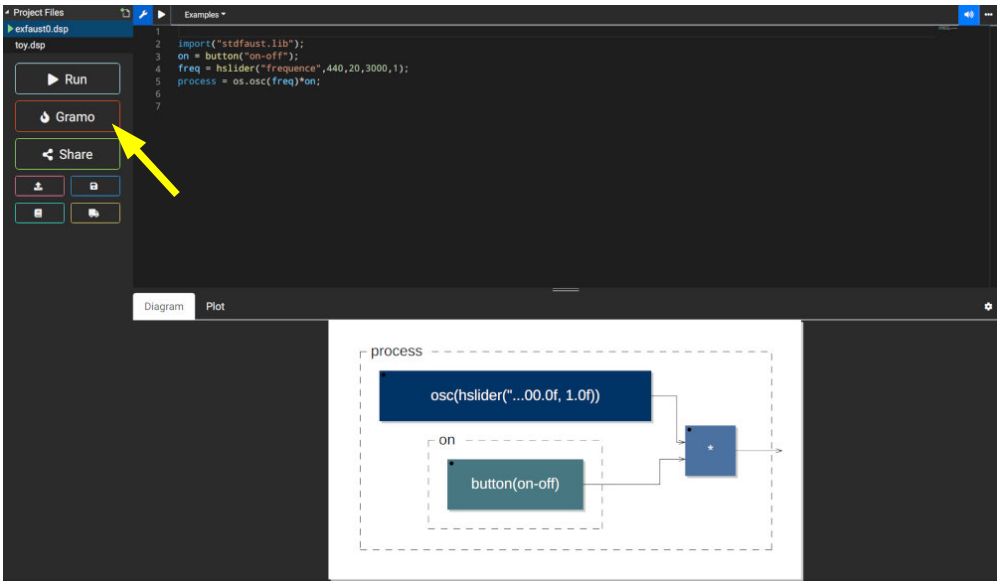 Project Files
Examples
exfaust0.dsp
toy.dsp
Run
Gramo
Share
1
2 import("stdfaust.lib");
3 on = button("on-off");
4 freq = hslider("frequence",440,20,3000,1);
5 process = os.osc(freq)*on;
6
7
Diagram Plot
process
osc(hslider("...00.0f, 1.0f))
on
*
button(on-off)